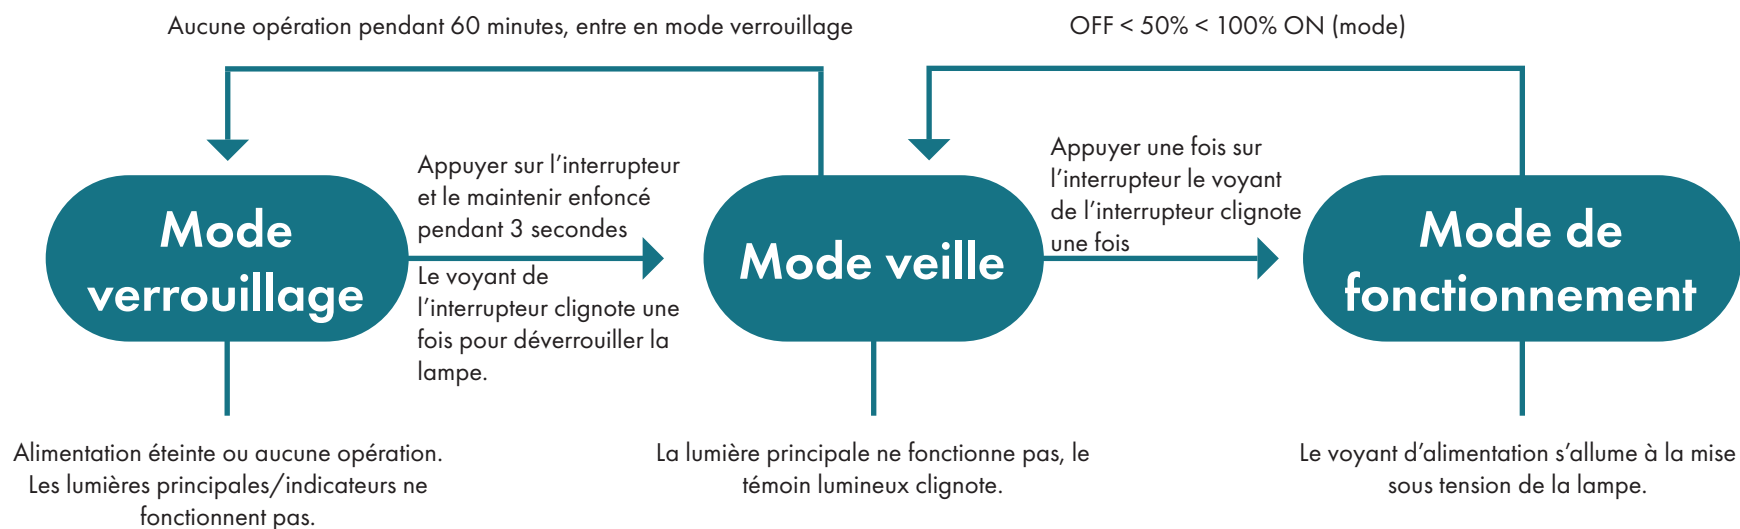 Aucune opération pendant 60 minutes, entre en mode verrouillage
OFF < 50% < 100% ON (mode)
Mode
verrouillage
Appuyer sur l’interrupteur
et le maintenir enfoncé
pendant 3 secondes
Le voyant de
l’interrupteur clignote une
fois pour déverrouiller la
lampe.
Mode veille
Appuyer une fois sur
l’interrupteur le voyant
de l’interrupteur clignote
une fois
Mode de
fonctionnement
Alimentation éteinte ou aucune opération.
Les lumières principales/indicateurs ne
fonctionnent pas.
La lumière principale ne fonctionne pas, le
témoin lumineux clignote.
Le voyant d’alimentation s’allume à la mise
sous tension de la lampe.